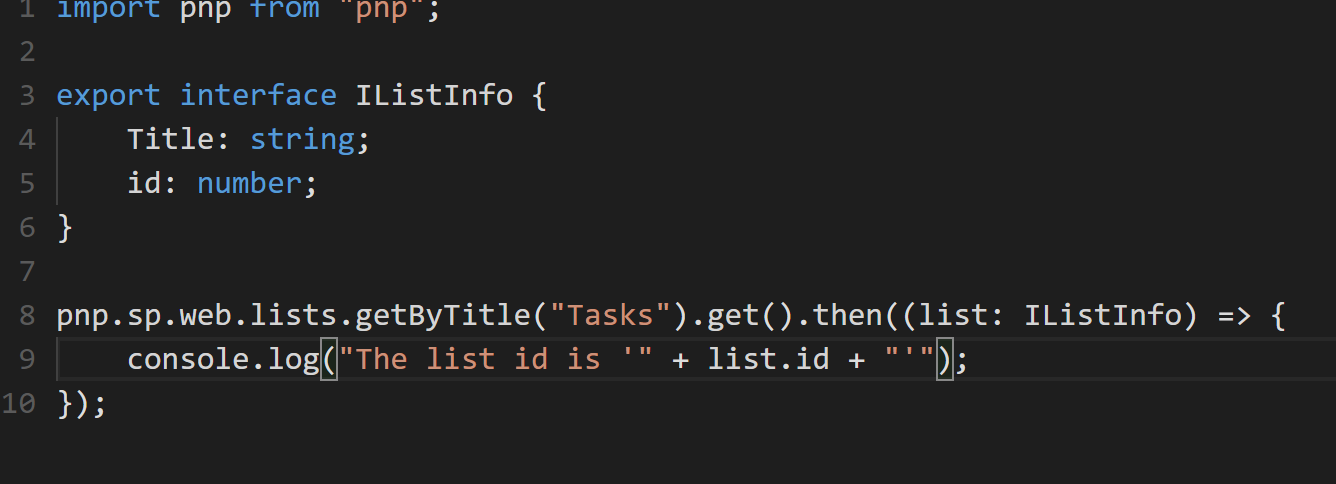 1 import pnp from "pnp";
2
3 export interface IListInfo {
4     Title: string;
5     id: number;
6 }
7
8 pnp.sp.web.lists.getByTitle("Tasks").get().then((list: IListInfo) => {
9     console.log("The list id is '" + list.id + "'");
10 });